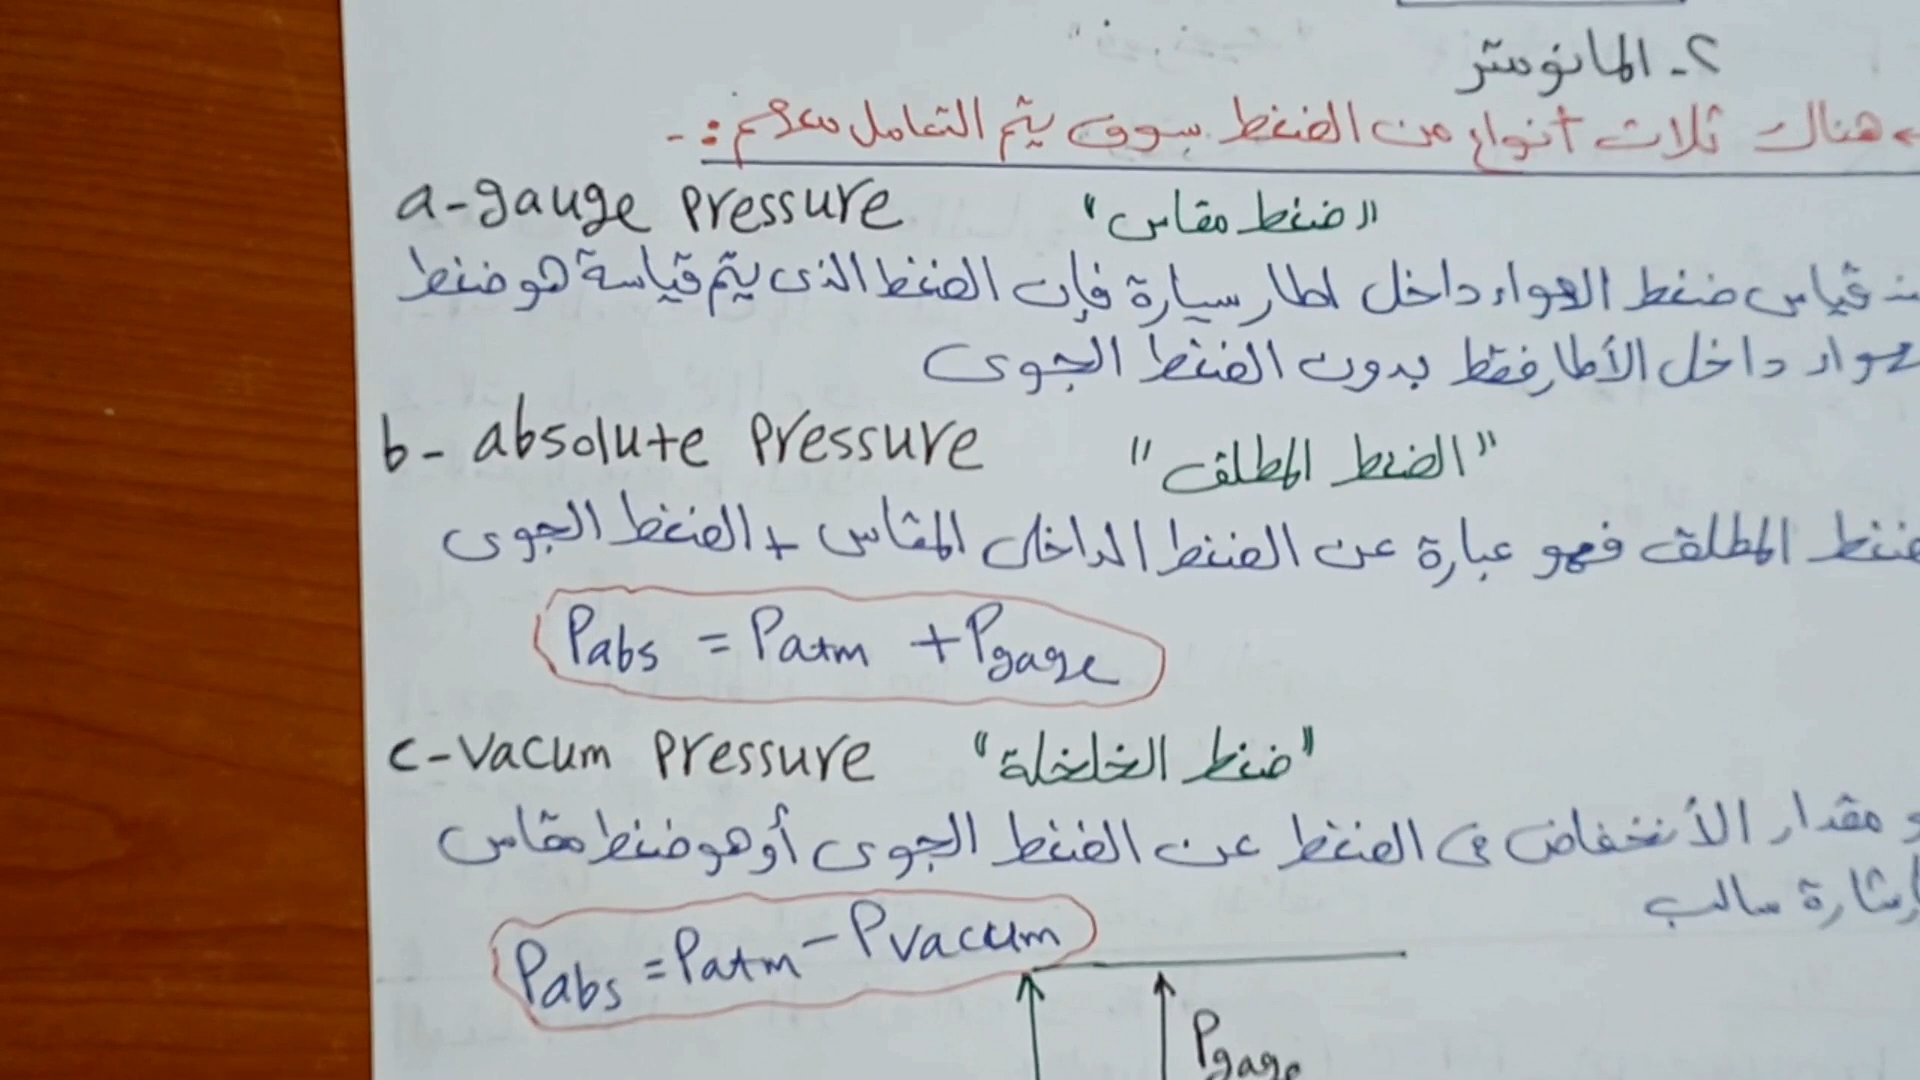 ٢- المانومتر
هناك ثلاث أنواع من الضغط سوف يتم التعامل معهم :-
a-gauge pressure "ضغط مقاس"
قياس ضغط الهواء داخل اطار سيارة فإن الضغط الذى يتم قياسة هو ضغط
داخل الأطار فقط بدون الضغط الجوى
b- absolute pressure "الضغط المطلق"
المطلق فهو عبارة عن الضغط الداخلى المقاس + الضغط الجوى
Pabs = Patm + Pgage
c-vacum pressure "ضغط الخلخلة"
مقدار الأنخفاض فى الضغط عن الضغط الجوى أو هو ضغط مقاس
سالب
Pabs = Patm - Pvacum
Pgage